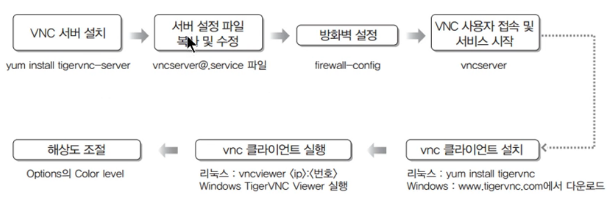 VNC 서버 설치
서버 설정 파일
복사 및 수정
방화벽 설정
VNC 사용자 접속 및
서비스 시작
yum install tigervnc-server
vncserver@.service 파일
firewall-config
vncserver
해상도 조절
vnc 클라이언트 실행
vnc 클라이언트 설치
Options의 Color level
리눅스 : vncviewer <ip>:<번호>
Windows TigerVNC Viewer 실행
리눅스 : yum install tigervnc
Windows : www.tigervnc.com에서 다운로드